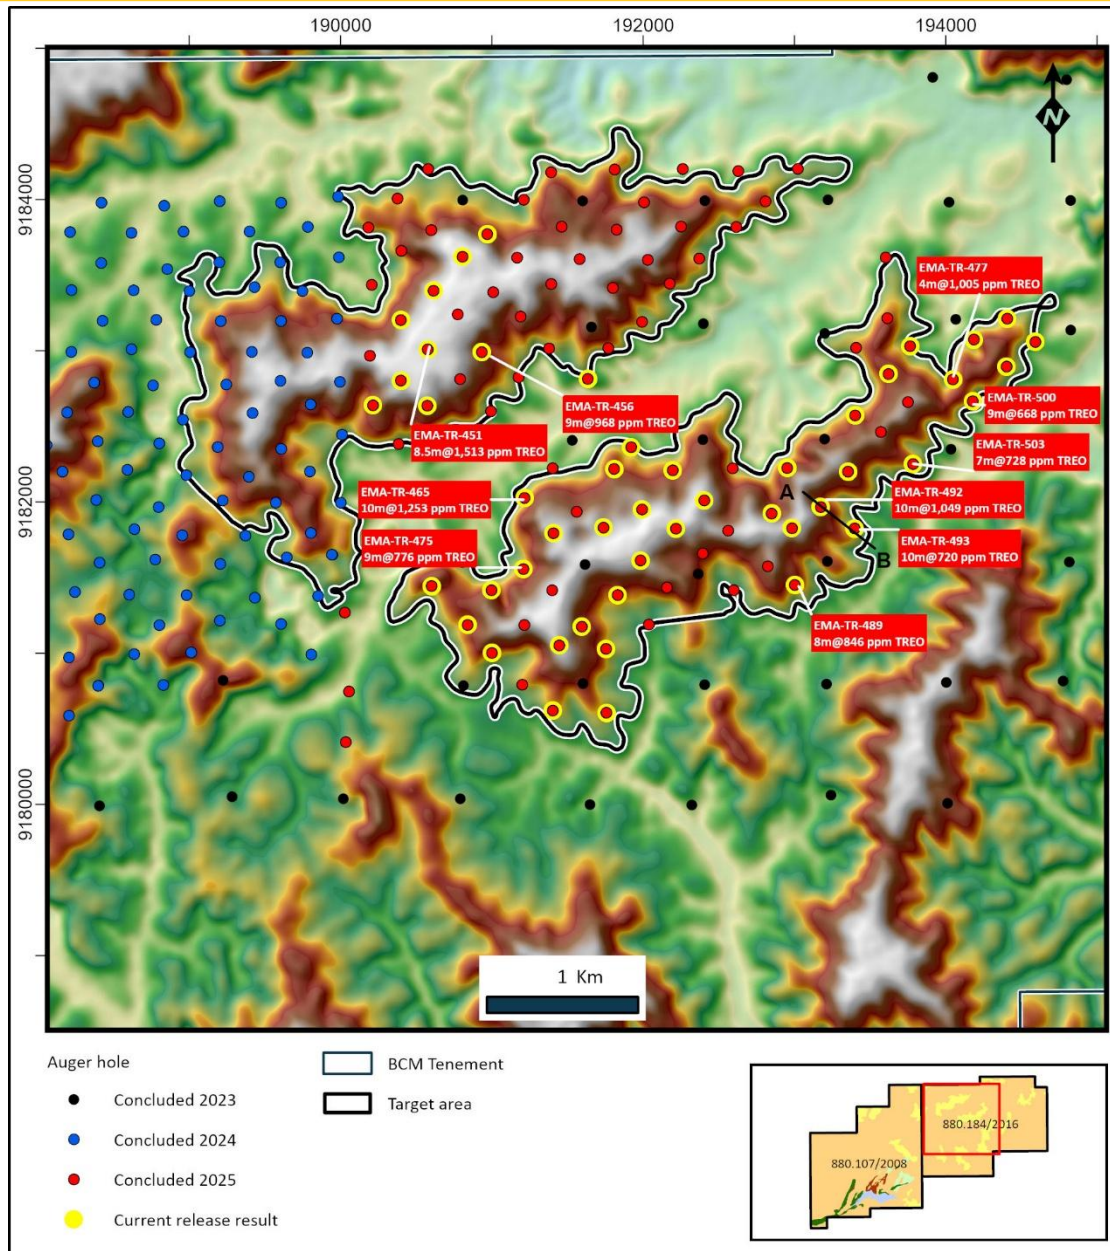 190000
192000
194000
9184000
9182000
9180000
N
EMA-TR-477
4m@1,005 ppm TREO
EMA-TR-456
9m@968 ppm TREO
EMA-TR-500
9m@668 ppm TREO
EMA-TR-451
8.5m@1,513 ppm TREO
EMA-TR-503
7m@728 ppm TREO
EMA-TR-465
10m@1,253 ppm TREO
A
EMA-TR-492
10m@1,049 ppm TREO
EMA-TR-475
9m@776 ppm TREO
B
EMA-TR-493
10m@720 ppm TREO
EMA-TR-489
8m@846 ppm TREO
1 Km
Auger hole
Concluded 2023
Concluded 2024
Concluded 2025
Current release result
BCM Tenement
Target area
880.184/2016
880.107/2008